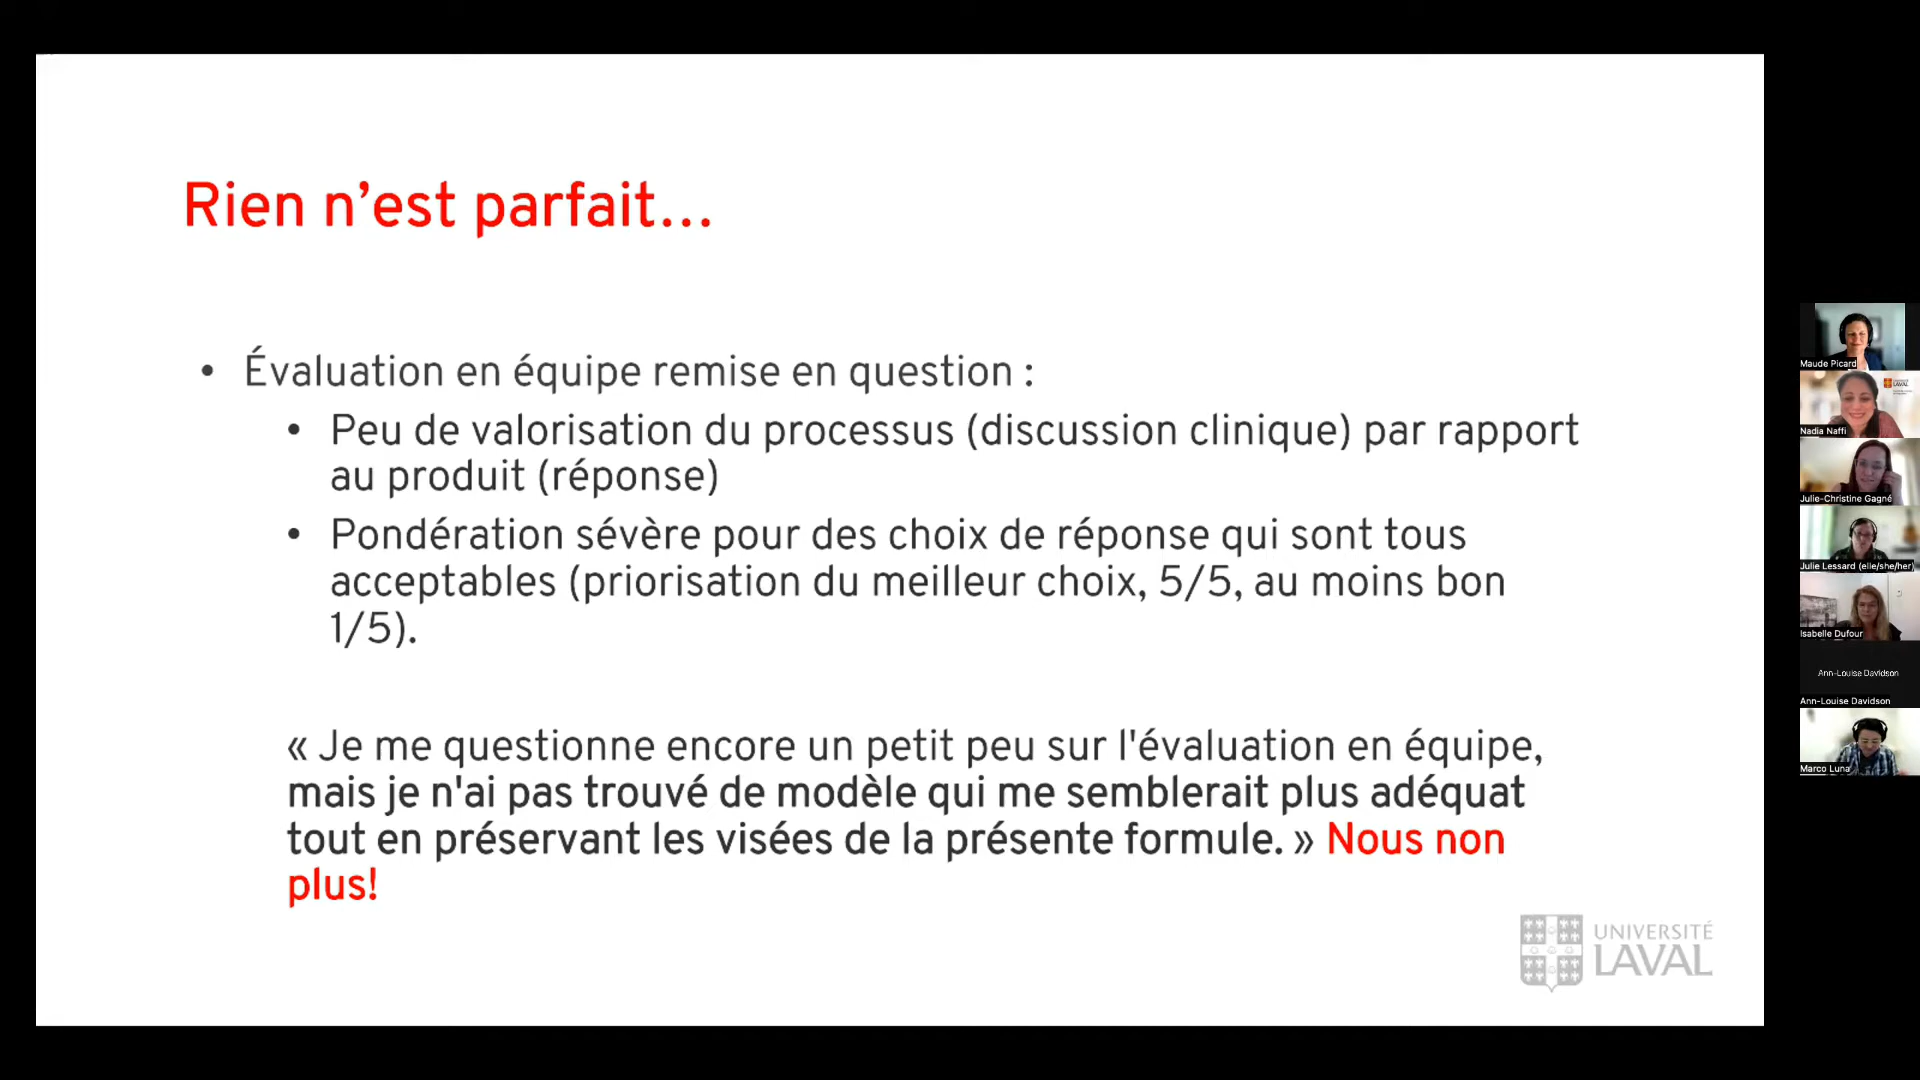 Rien n’est parfait...
• Évaluation en équipe remise en question :
• Peu de valorisation du processus (discussion clinique) par rapport
au produit (réponse)
• Pondération sévère pour des choix de réponse qui sont tous
acceptables (priorisation du meilleur choix, 5/5, au moins bon
1/5).
« Je me questionne encore un petit peu sur l'évaluation en équipe,
mais je n'ai pas trouvé de modèle qui me semblerait plus adéquat
tout en préservant les visées de la présente formule. » Nous non
plus!
UNIVERSITÉ
LAVAL
Maude Picard
UNIVERSITÉ
LAVAL
Nadia Naffi
Julie-Christine Gagné
Julie Lessard (elle/she/her)
Isabelle Dufour
Ann-Louise Davidson
Ann-Louise Davidson
Marco Luna